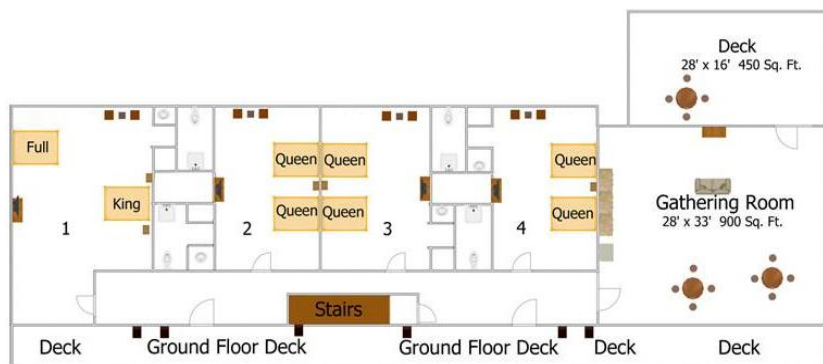 Deck
28' x 16' 450 Sq. Ft.
Full
Queen
Queen
Queen
King
Queen
Queen
Queen
Gathering Room
28' x 33' 900 Sq. Ft.
1
2
3
4
Stairs
Deck
Ground Floor Deck
Ground Floor Deck
Deck
Deck